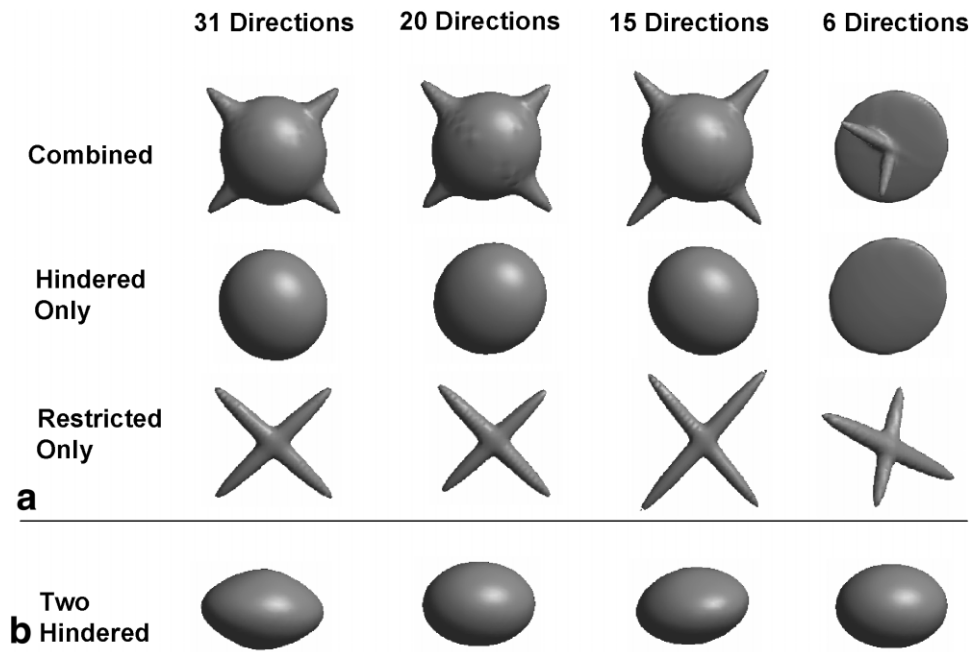 31 Directions 20 Directions 15 Directions 6 Directions
Combined
Hindered
Only
Restricted
Only
a
Two
b Hindered